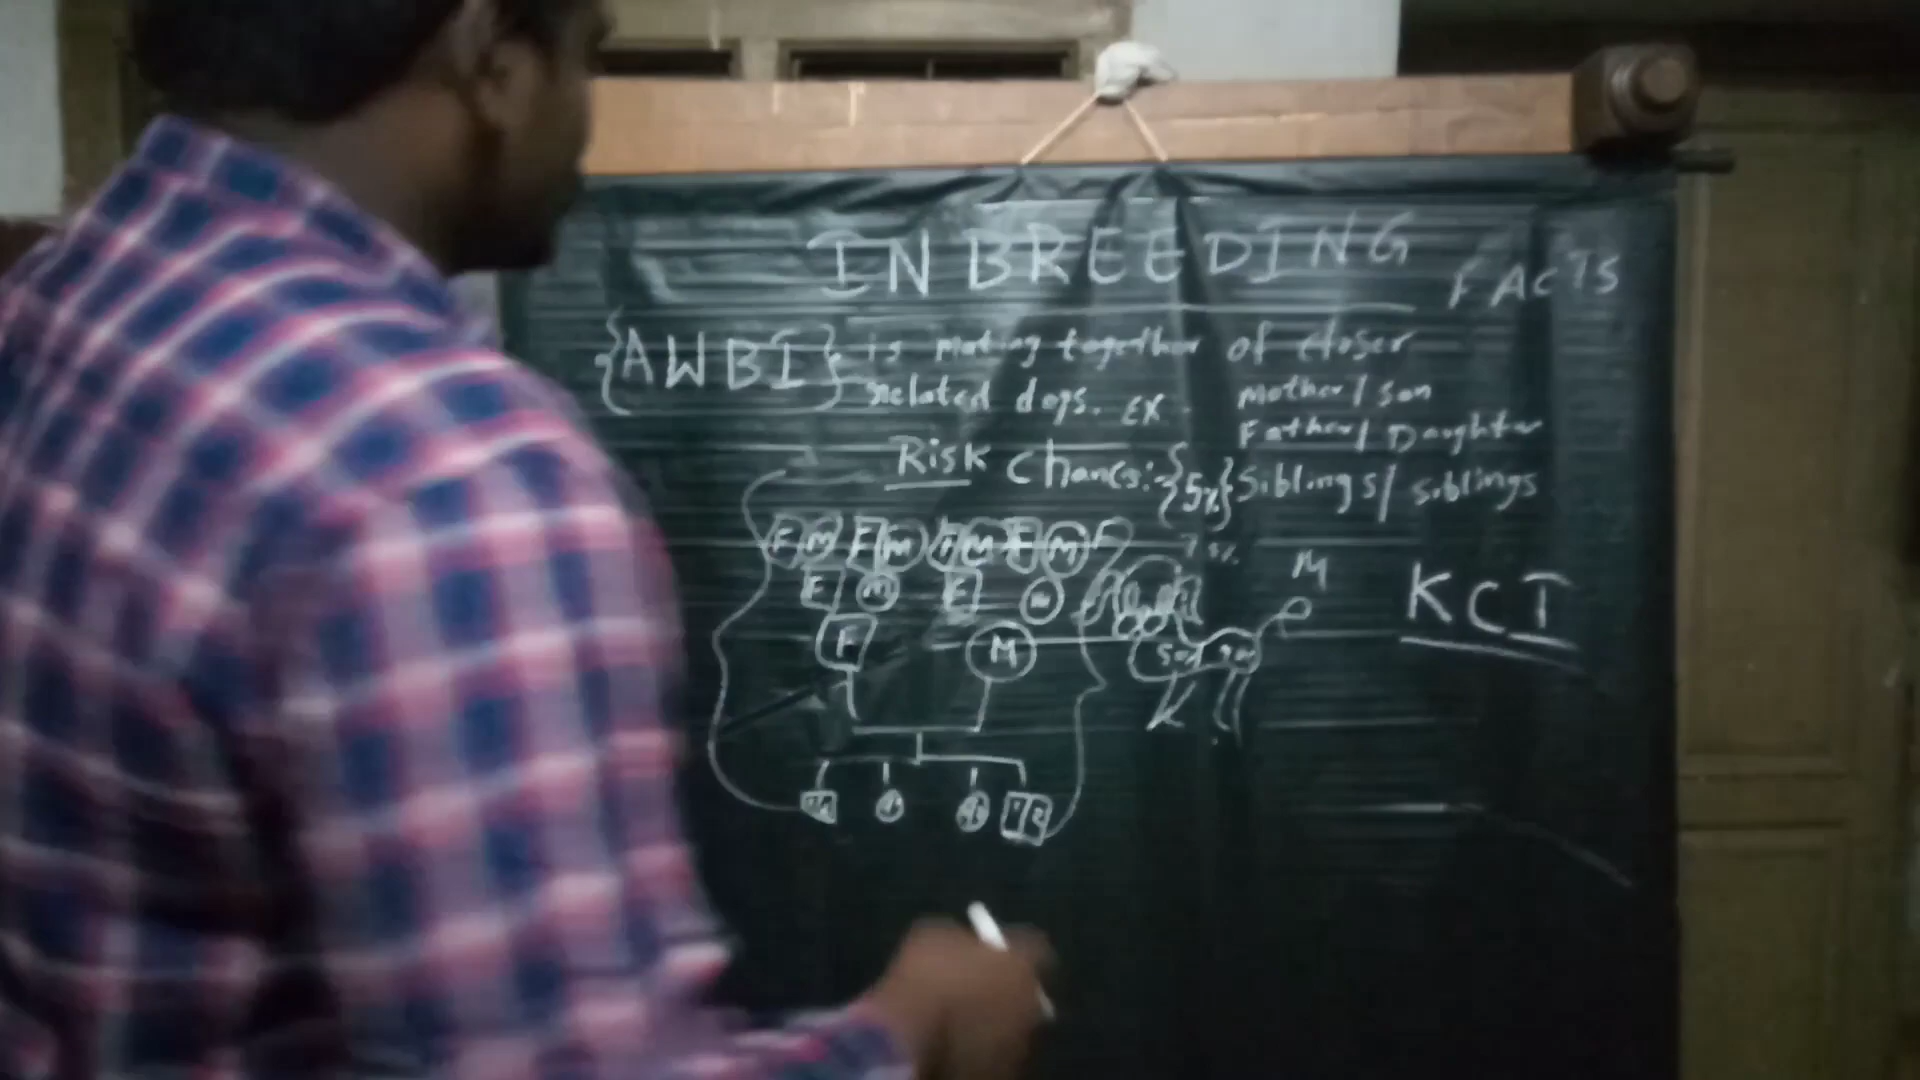 INBREEDING
FACTS
{AWBI} is Mating together of closer
related dogs. EX. Mother/Son
Father/Daughter
Risk Chances:- {5%} Siblings/siblings
F M F M F M F M
F M F M
F M
M
KCT